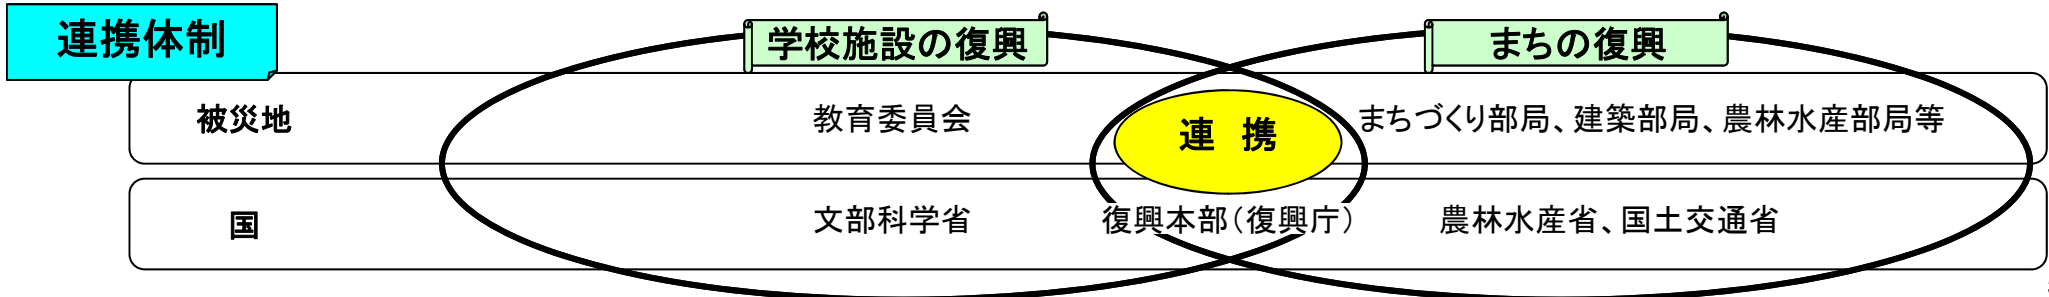 連携体制
学校施設の復興
まちの復興
被災地
教育委員会
連　携
まちづくり部局、建築部局、農林水産部局等
国
文部科学省
復興本部（復興庁）
農林水産省、国土交通省